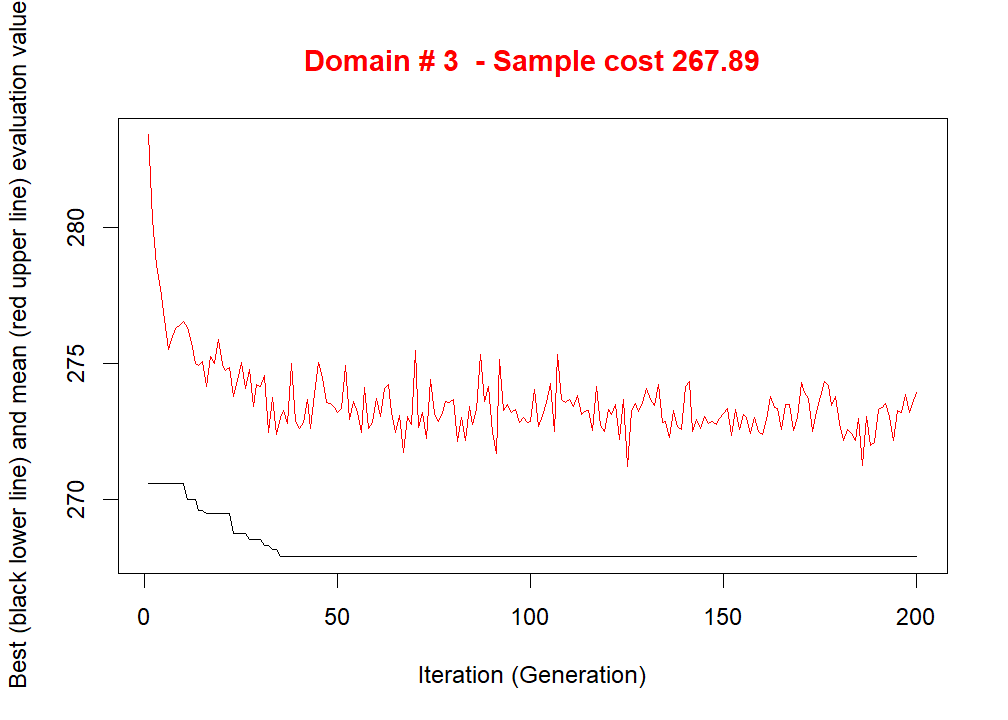 Domain # 3  - Sample cost 267.89
Best (black lower line) and mean (red upper line) evaluation value
280
275
270
0 50 100 150 200
Iteration (Generation)